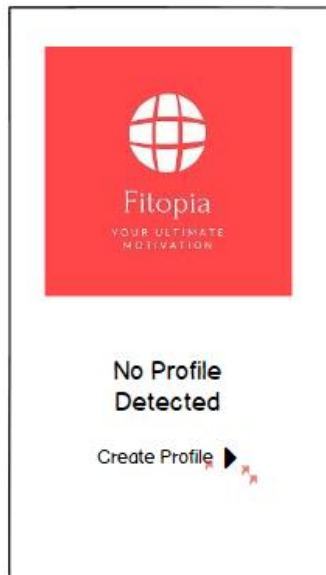 Fitopia
YOUR ULTIMATE
MOTIVATION
No Profile
Detected
Create Profile